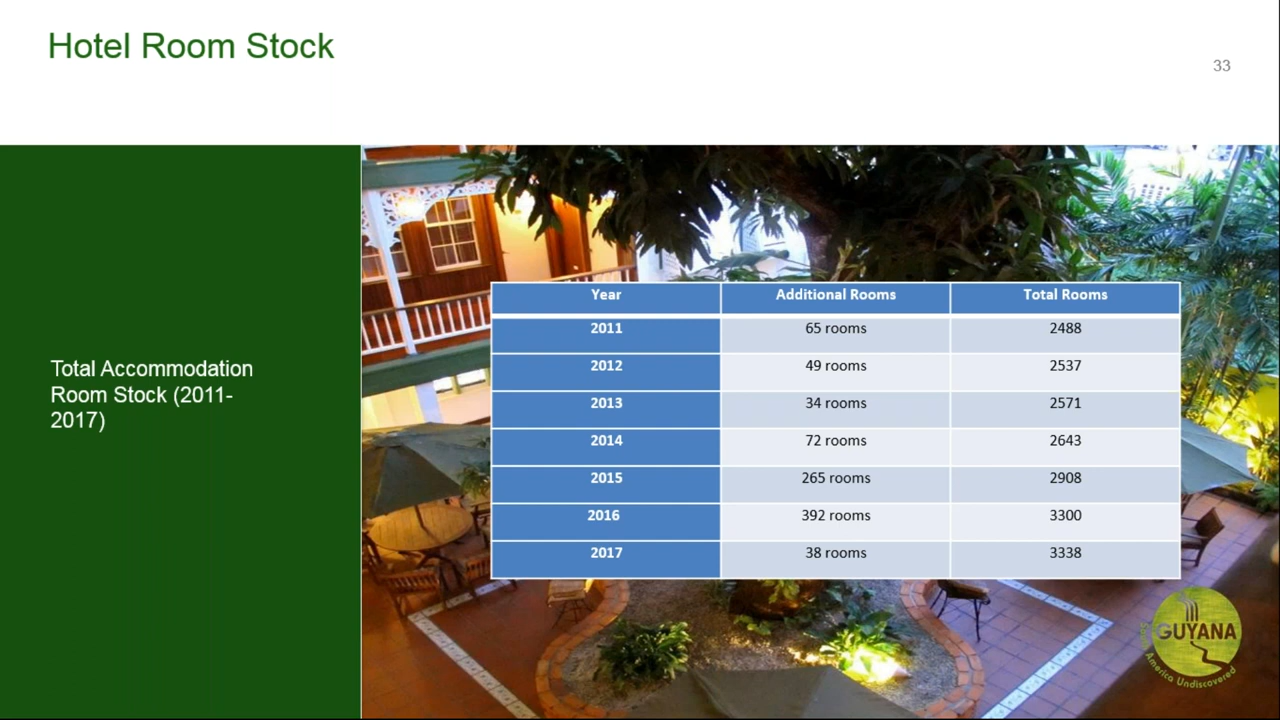 Hotel Room Stock
33
Total Accommodation
Room Stock (2011-
2017)
Year Additional Rooms Total Rooms
2011 65 rooms 2488
2012 49 rooms 2537
2013 34 rooms 2571
2014 72 rooms 2643
2015 265 rooms 2908
2016 392 rooms 3300
2017 38 rooms 3338
GUYANA
America Undiscovered